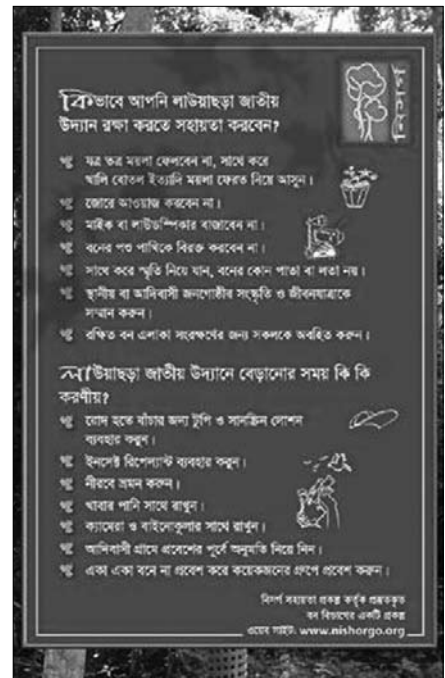 নিসর্গ
কিভাবে আপনি লাউয়াছড়া জাতীয়
উদ্যান রক্ষা করতে সহায়তা করবেন?
যত্র তত্র ময়লা ফেলবেন না, সাথে করে
খালি বোতল ইত্যাদি ময়লা ফেরত নিয়ে আসুন।
জোরে আওয়াজ করবেন না।
মাইক বা লাউডস্পিকার বাজাবেন না।
বনের পশু পাখিকে বিরক্ত করবেন না।
সাথে করে স্মৃতি নিয়ে যান, বনের কোন পাতা বা লতা নয়।
স্থানীয় বা আদিবাসী জনগোষ্ঠীর সংস্কৃতি ও জীবনযাত্রাকে
সম্মান করুন।
রক্ষিত বন এলাকা সংরক্ষণের জন্য সকলকে অবহিত করুন।
লাউয়াছড়া জাতীয় উদ্যানে বেড়ানোর সময় কি কি
করণীয়?
রোদ হতে বাঁচার জন্য টুপি ও সানস্ক্রিন লোশন
ব্যবহার করুন।
ইনসেক্ট রিপেল্যান্ট ব্যবহার করুন।
নীরবে ভ্রমন করুন।
খাবার পানি সাথে রাখুন।
ক্যামেরা ও বাইনোকুলার সাথে রাখুন।
আদিবাসী গ্রামে প্রবেশের পূর্বে অনুমতি নিয়ে নিন।
একা একা বনে না প্রবেশ করে কয়েকজনের গ্রুপে প্রবেশ করুন।
নিসর্গ সহায়তা প্রকল্প কর্তৃক প্রস্তুতকৃত
বন বিভাগের একটি প্রকল্প
ওয়েব সাইট: www.nishorgo.org